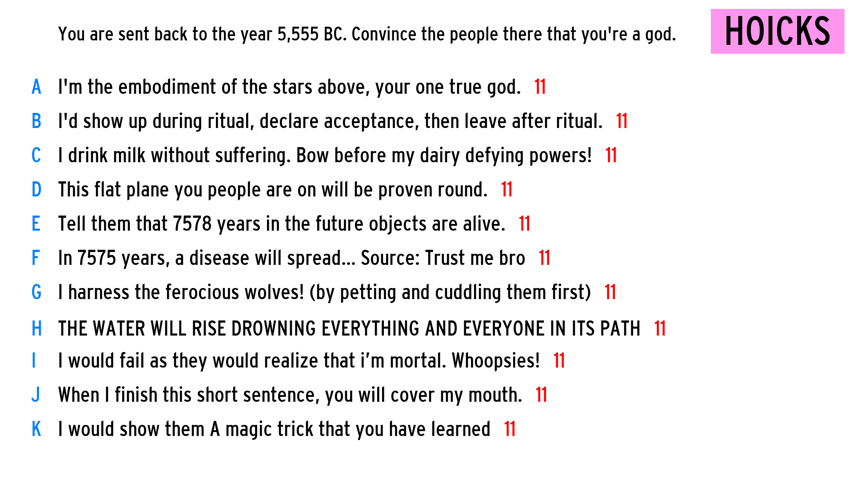 You are sent back to the year 5,555 BC. Convince the people there that you're a god.
HOICKS
A I'm the embodiment of the stars above, your one true god. 11
B I'd show up during ritual, declare acceptance, then leave after ritual. 11
C I drink milk without suffering. Bow before my dairy defying powers! 11
D This flat plane you people are on will be proven round. 11
E Tell them that 7578 years in the future objects are alive. 11
F In 7575 years, a disease will spread... Source: Trust me bro 11
G I harness the ferocious wolves! (by petting and cuddling them first) 11
H THE WATER WILL RISE DROWNING EVERYTHING AND EVERYONE IN ITS PATH 11
I I would fail as they would realize that i’m mortal. Whoopsies! 11
J When I finish this short sentence, you will cover my mouth. 11
K I would show them A magic trick that you have learned 11